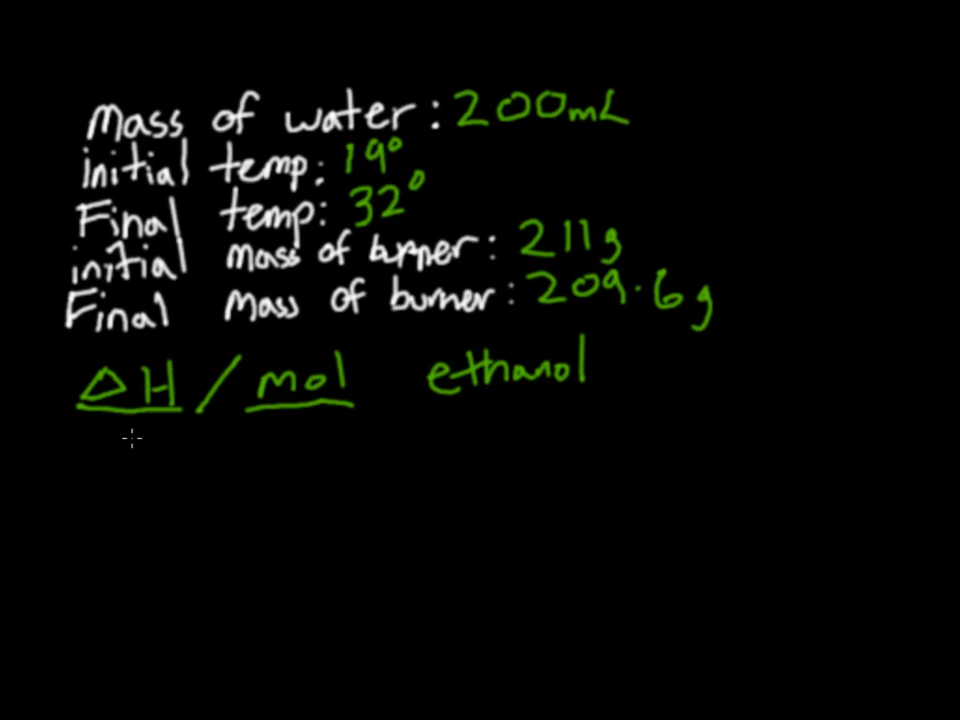 Mass of water: 200mL
initial temp: 19°
Final temp: 32°
initial mass of burner: 211g
Final mass of burner: 209.6g
ΔH / mol ethanol